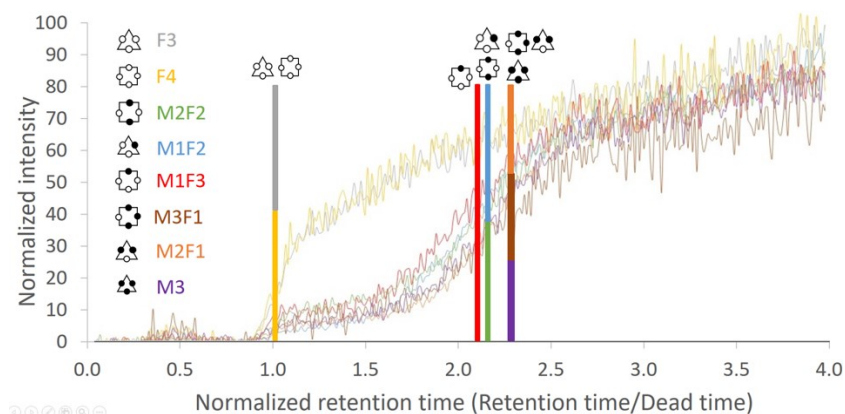 100
90
80
70
60
50
40
30
20
10
0
Normalized intensity
F3
F4
M2F2
M1F2
M1F3
M3F1
M2F1
M3
0.0 0.5 1.0 1.5 2.0 2.5 3.0 3.5 4.0
Normalized retention time (Retention time/Dead time)